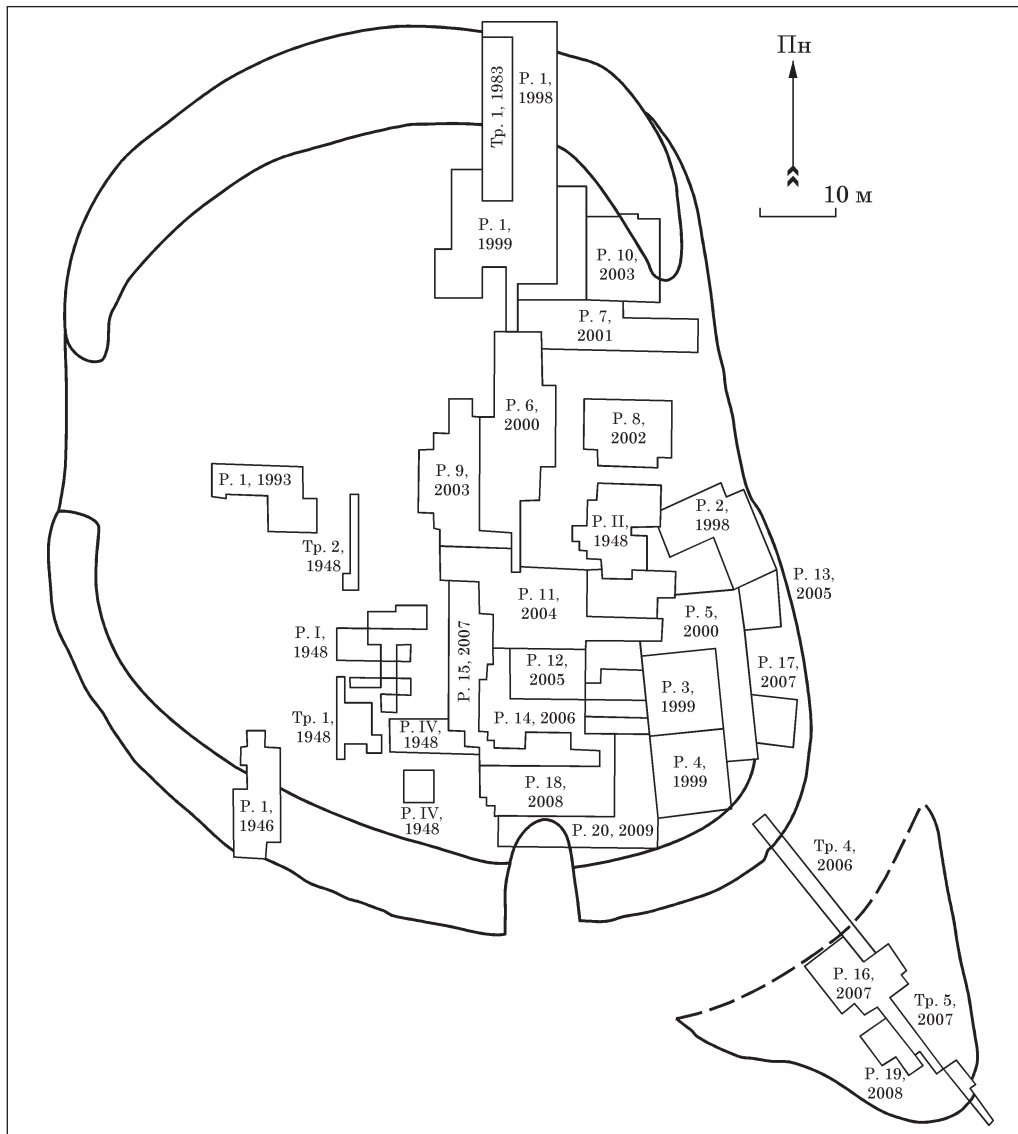 Пн
10 м
Тр. 1, 1983
Р. 1,
1998
Р. 1,
1999
Р. 10,
2003
Р. 7,
2001
Р. 6,
2000
Р. 8,
2002
Р. 9,
2003
Р. 1, 1993
Тр. 2,
1948
Р. II,
1948
Р. 2,
1998
Р. 13,
2005
Р. 11,
2004
Р. 5,
2000
Р. I,
1948
Р. 15, 2007
Р. 12,
2005
Р. 17,
2007
Р. 3,
1999
Тр. 1,
1948
Р. IV,
1948
Р. 14, 2006
Р. 4,
1999
Р. 1,
1946
Р. IV,
1948
Р. 18,
2008
Р. 20, 2009
Тр. 4,
2006
Р. 16,
2007
Тр. 5,
2007
Р. 19,
2008